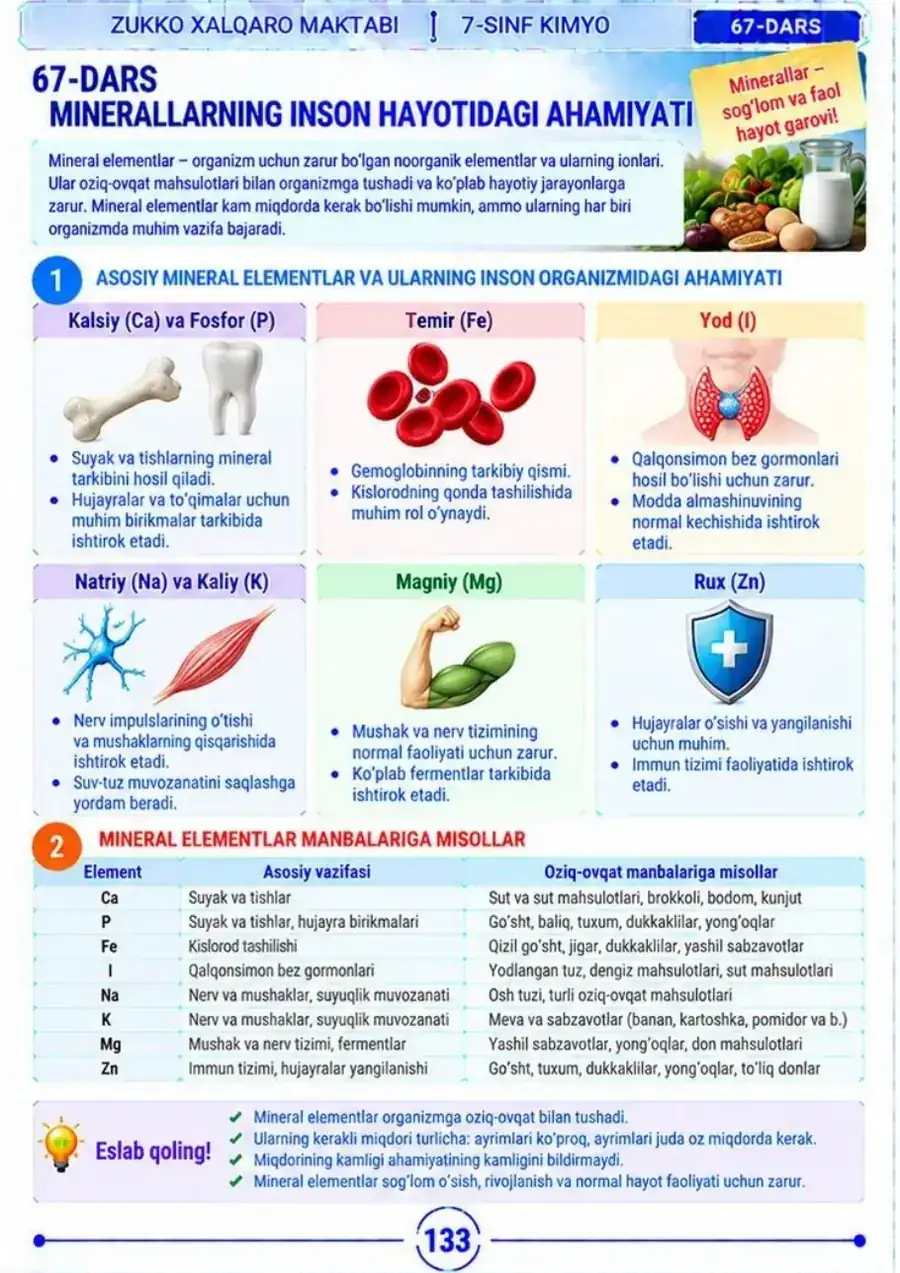 ZUKKO XALQARO MAKTABI
7-SINF KIMYO
67-DARS
67-DARS
MINERALLARNING INSON HAYOTIDAGI AHAMIYATI
Minerallar –
sog‘lom va faol
hayot garovi!
Mineral elementlar – organizm uchun zarur bo‘lgan noorganik elementlar va ularning ionlari.
Ular oziq-ovqat mahsulotlari bilan organizmga tushadi va ko‘plab hayotiy jarayonlarga
zarur. Mineral elementlar kam miqdorda kerak bo‘lishi mumkin, ammo ularning har biri
organizmda muhim vazifa bajaradi.
1
ASOSIY MINERAL ELEMENTLAR VA ULARNING INSON ORGANIZMIDAGI AHAMIYATI
Kalsiy (Ca) va Fosfor (P)
• Suyak va tishlarning mineral
tarkibini hosil qiladi.
• Hujayralar va to‘qimalar uchun
muhim birikmalar tarkibida
ishtirok etadi.
Temir (Fe)
• Gemoglobinning tarkibiy qismi.
• Kislorodning qonda tashilishida
muhim rol o‘ynaydi.
Yod (I)
• Qalqonsimon bez gormonlari
hosil bo‘lishi uchun zarur.
• Modda almashinuvining
normal kechishida ishtirok
etadi.
Natriy (Na) va Kaliy (K)
• Nerv impulslarining o‘tishi
va mushaklarning qisqarishida
ishtirok etadi.
• Suv-tuz muvozanatini saqlashga
yordam beradi.
Magniy (Mg)
• Mushak va nerv tizimining
normal faoliyati uchun zarur.
• Ko‘plab fermentlar tarkibida
ishtirok etadi.
Rux (Zn)
• Hujayralar o‘sishi va yangilanishi
uchun muhim.
• Immun tizimi faoliyatida ishtirok
etadi.
2
MINERAL ELEMENTLAR MANBALARIGA MISOLLAR
Element Asosiy vazifasi Oziq-ovqat manbalariga misollar
Ca Suyak va tishlar Sut va sut mahsulotlari, brokkoli, bodom, kunjut
P Suyak va tishlar, hujayra birikmalari Go‘sht, baliq, tuxum, dukkaklilar, yong‘oqlar
Fe Kislorod tashilishi Qizil go‘sht, jigar, dukkaklilar, yashil sabzavotlar
I Qalqonsimon bez gormonlari Yodlangan tuz, dengiz mahsulotlari, sut mahsulotlari
Na Nerv va mushaklar, suyuqlik muvozanati Osh tuzi, turli oziq-ovqat mahsulotlari
K Nerv va mushaklar, suyuqlik muvozanati Meva va sabzavotlar (banan, kartoshka, pomidor va b.)
Mg Mushak va nerv tizimi, fermentlar Yashil sabzavotlar, yong‘oqlar, don mahsulotlari
Zn Immun tizimi, hujayralar yangilanishi Go‘sht, tuxum, dukkaklilar, yong‘oqlar, to‘liq donlar
Eslab qoling!
✔ Mineral elementlar organizmga oziq-ovqat bilan tushadi.
✔ Ularning kerakli miqdori turlicha: ayrimlari ko‘proq, ayrimlari juda oz miqdorda kerak.
✔ Miqdorining kamligi ahamiyatining kamligini bildirmaydi.
✔ Mineral elementlar sog‘lom o‘sish, rivojlanish va normal hayot faoliyati uchun zarur.
133